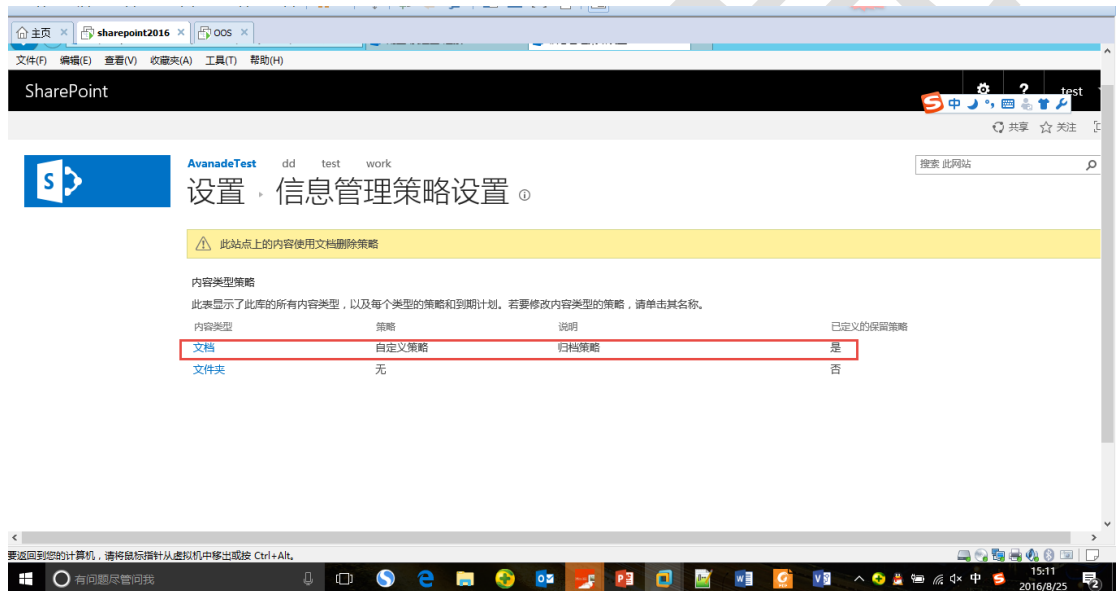 主页 × sharepoint2016 × OOS ×
文件(F) 编辑(E) 查看(V) 收藏夹(A) 工具(T) 帮助(H)
SharePoint ? test
中
共享 关注
AvanadeTest dd test work
搜索 此网站
S
设置 信息管理策略设置
此站点上的内容使用文档删除策略
内容类型策略
此表显示了此库的所有内容类型，以及每个类型的策略和到期计划。若要修改内容类型的策略，请单击其名称。
内容类型 策略 说明 已定义的保留策略
文档 自定义策略 归档策略 是
文件夹 无 否
要返回到您的计算机，请将鼠标指针从虚拟机中移出或按 Ctrl+Alt。
有问题尽管问我
中
15:11
2016/8/25